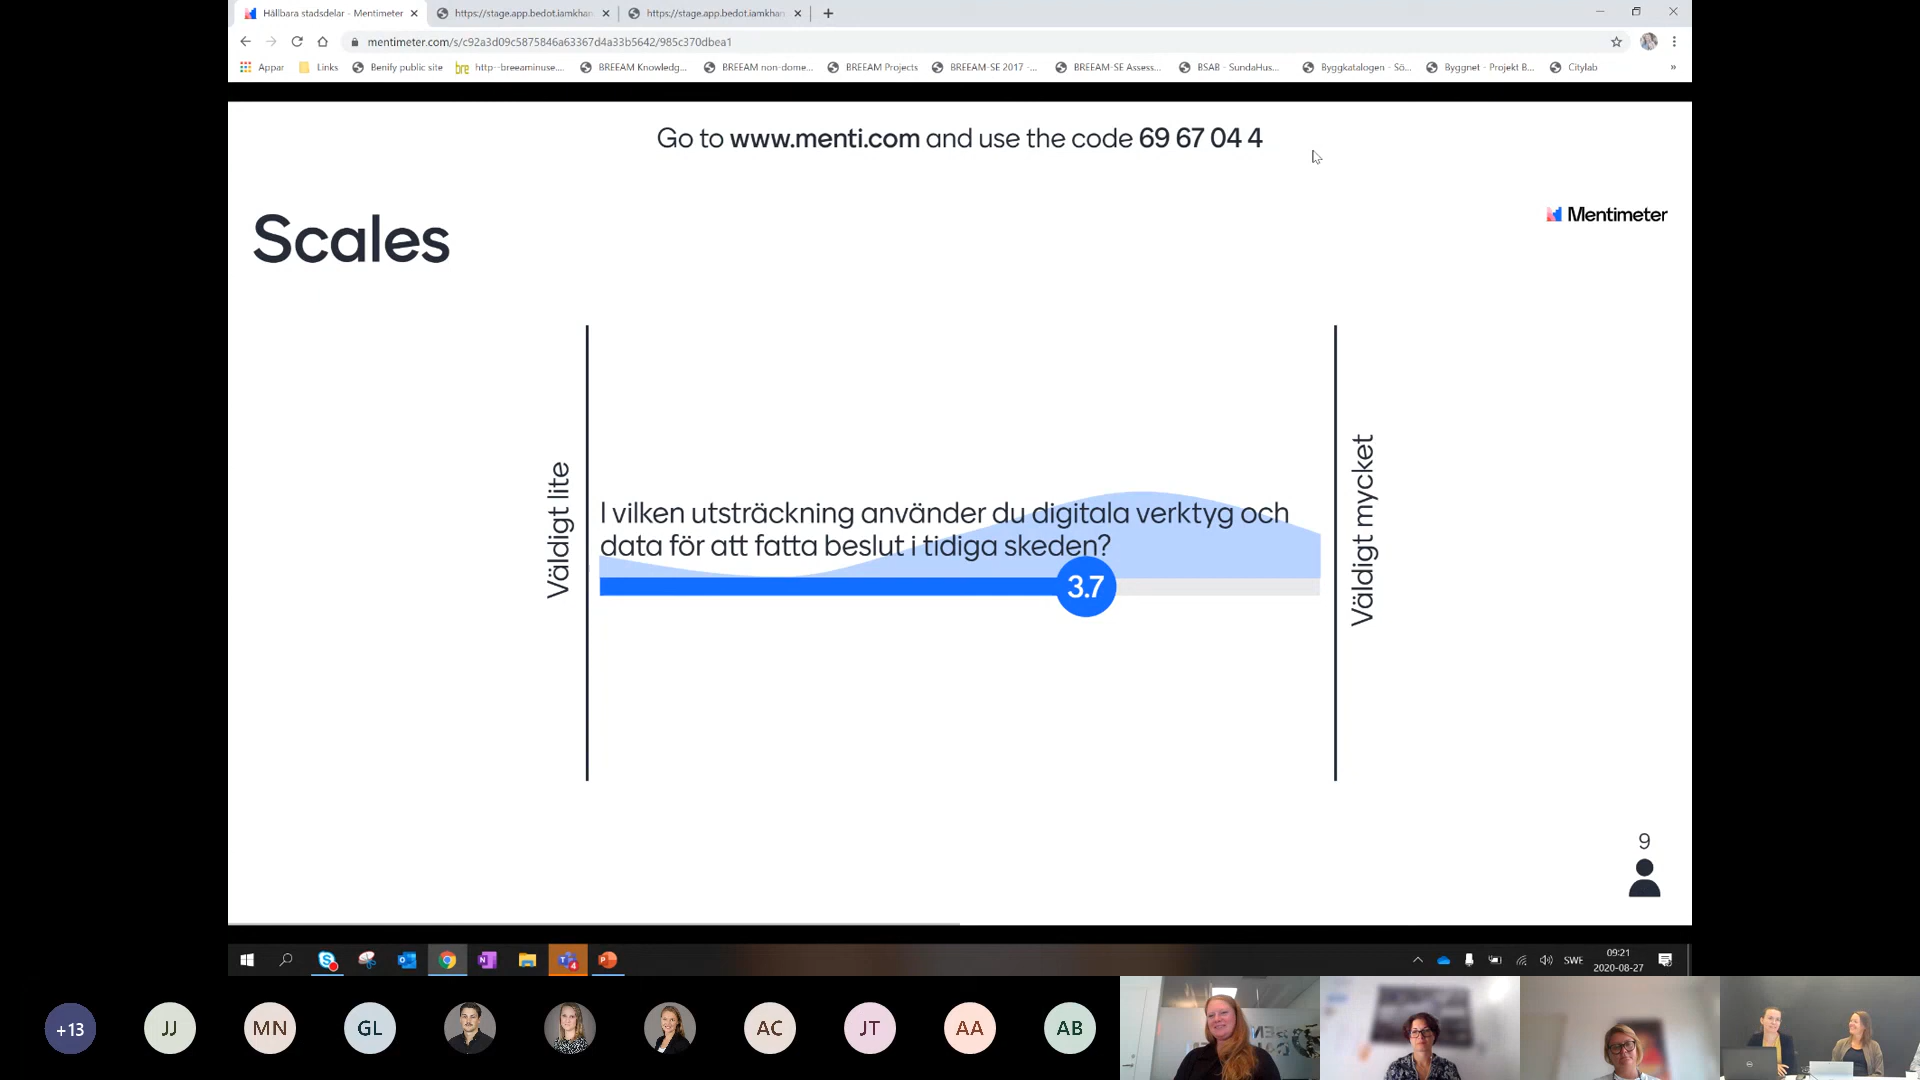 Hållbara stadsdelar - Mentimeter
https://stage.app.bedot.iamkhan
https://stage.app.bedot.iamkhan
mentimeter.com/s/c92a3d09c5875846a63367d4a33b5642/985c370dbea1
Appar
Links
Benify public site
bre
http--breeaminuse....
BREEAM Knowledg...
BREEAM non-dome...
BREEAM Projects
BREEAM-SE 2017 -...
BREEAM-SE Assess...
BSAB - SundaHus...
Byggkatalogen - Sö...
Byggnet - Projekt B...
Citylab
»
Go to www.menti.com and use the code 69 67 04 4
Mentimeter
Scales
Väldigt lite
I vilken utsträckning använder du digitala verktyg och
data för att fatta beslut i tidiga skeden?
3.7
Väldigt mycket
9
SWE
09:21
2020-08-27
+13
JJ
MN
GL
AC
JT
AA
AB